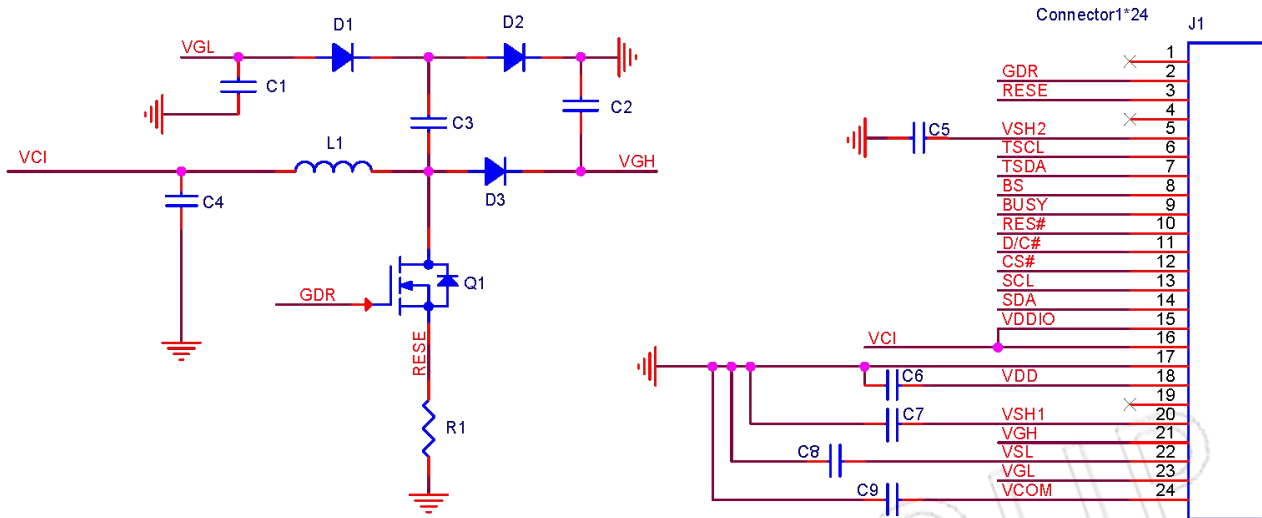 Connector1*24
J1
D1
D2
VGL
C1
C2
C3
VCI
L1
VGH
D3
C4
Q1
GDR
RESE
R1
1
GDR
2
RESE
3
4
C5
VSH2
5
TSCL
6
TSDA
7
BS
8
BUSY
9
RES#
10
D/C#
11
CS#
12
SCL
13
SDA
14
VDDIO
15
VCI
16
17
C6
VDD
18
19
C7
VSH1
20
VGH
21
C8
VSL
22
VGL
23
C9
VCOM
24